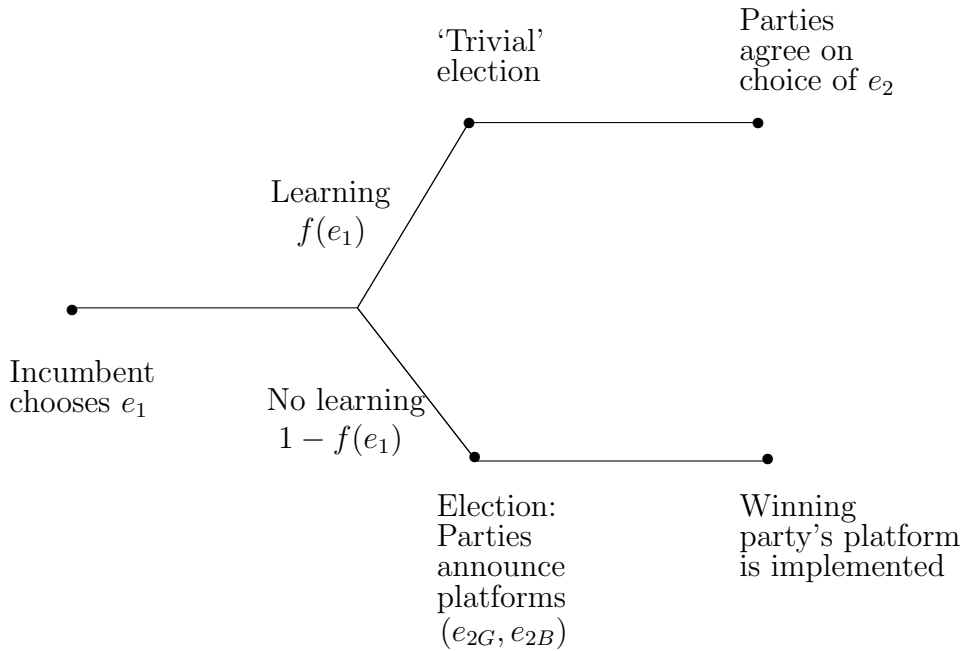 ‘Trivial’
election
Parties
agree on
choice of e₂
Learning
f(e₁)
Incumbent
chooses e₁
No learning
1 − f(e₁)
Election:
Parties
announce
platforms
(e₂G, e₂B)
Winning
party's platform
is implemented